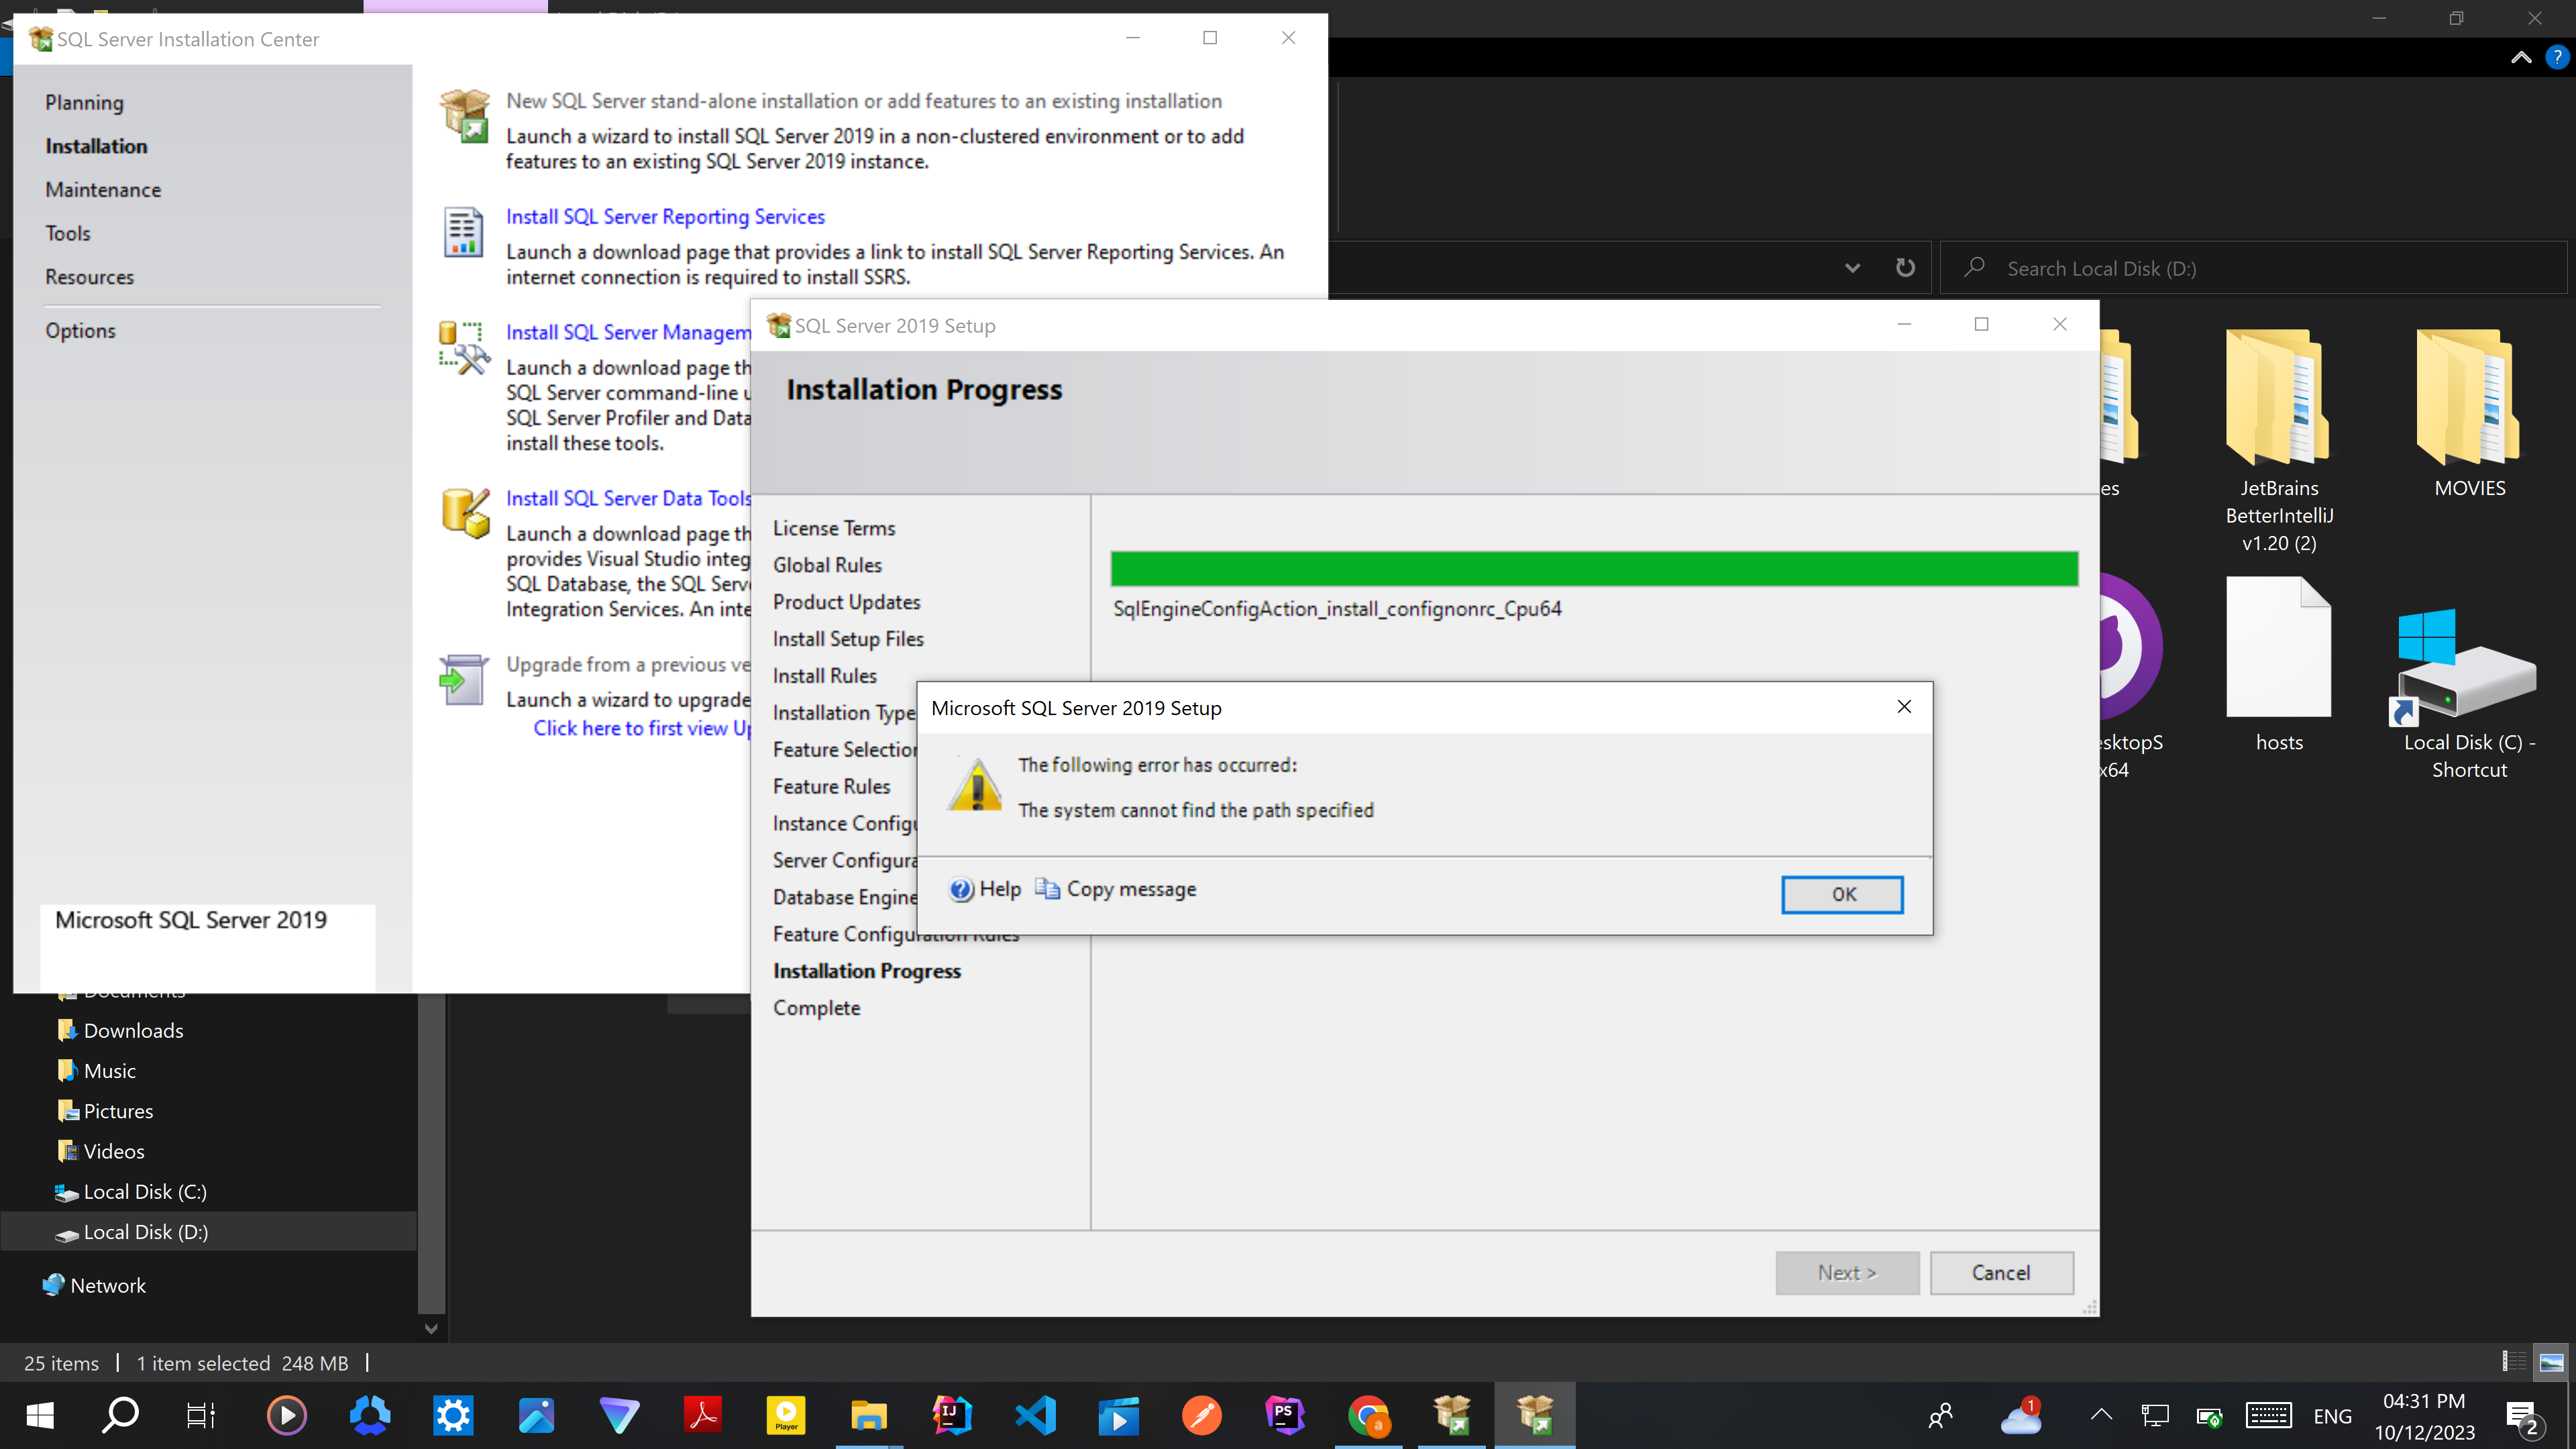 SQL Server Installation Center
Planning
Installation
Maintenance
Tools
Resources
Options
Microsoft SQL Server 2019
New SQL Server stand-alone installation or add features to an existing installation
Launch a wizard to install SQL Server 2019 in a non-clustered environment or to add
features to an existing SQL Server 2019 instance.
Install SQL Server Reporting Services
Launch a download page that provides a link to install SQL Server Reporting Services. An
internet connection is required to install SSRS.
Install SQL Server Managem
Launch a download page th
SQL Server command-line u
SQL Server Profiler and Data
install these tools.
Install SQL Server Data Tools
Launch a download page th
provides Visual Studio integ
SQL Database, the SQL Serve
Integration Services. An inte
Upgrade from a previous ve
Launch a wizard to upgrade
Click here to first view Up
SQL Server 2019 Setup
Installation Progress
License Terms
Global Rules
Product Updates
Install Setup Files
Install Rules
Installation Type
Feature Selection
Feature Rules
Instance Configu
Server Configura
Database Engine
Feature Configuration Rules
Installation Progress
Complete
SqlEngineConfigAction_install_confignonrc_Cpu64
Microsoft SQL Server 2019 Setup
The following error has occurred:
The system cannot find the path specified
Help
Copy message
OK
Next >
Cancel
Search Local Disk (D:)
es
JetBrains
BetterIntelliJ
v1.20 (2)
MOVIES
esktopS
x64
hosts
Local Disk (C) -
Shortcut
Documents
Downloads
Music
Pictures
Videos
Local Disk (C:)
Local Disk (D:)
Network
25 items
1 item selected 248 MB
Player
IJ
PS
a
1
ENG
04:31 PM
10/12/2023
2